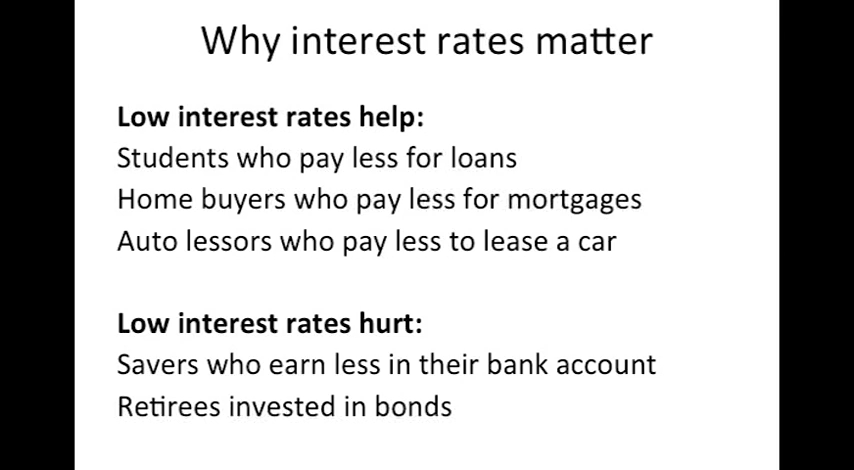 Why interest rates matter
Low interest rates help:
Students who pay less for loans
Home buyers who pay less for mortgages
Auto lessors who pay less to lease a car
Low interest rates hurt:
Savers who earn less in their bank account
Retirees invested in bonds